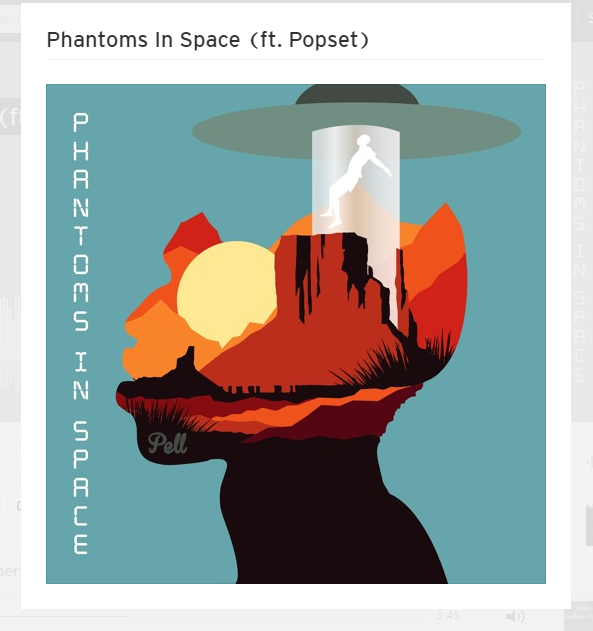 Phantoms In Space (ft. Popset)
PHANTOMS IN SPACE
Pell
PHANTOMS IN SPACE
3:45